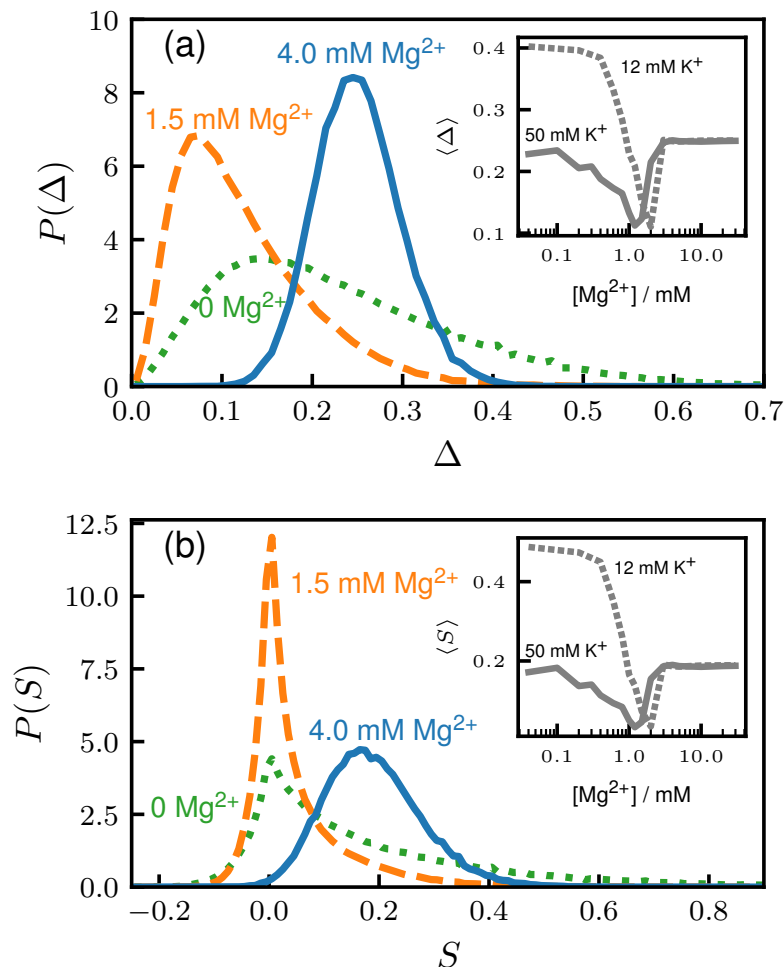 (a)
4.0 mM Mg²⁺
1.5 mM Mg²⁺
0 Mg²⁺
P(Δ)
10
8
6
4
2
0
0.0 0.1 0.2 0.3 0.4 0.5 0.6 0.7
Δ
12 mM K⁺
50 mM K⁺
⟨Δ⟩
0.4
0.3
0.2
0.1
0.1 1.0 10.0
[Mg²⁺] / mM
(b)
1.5 mM Mg²⁺
4.0 mM Mg²⁺
0 Mg²⁺
P(S)
12.5
10.0
7.5
5.0
2.5
0.0
−0.2 0.0 0.2 0.4 0.6 0.8
S
12 mM K⁺
50 mM K⁺
⟨S⟩
0.4
0.2
0.1 1.0 10.0
[Mg²⁺] / mM